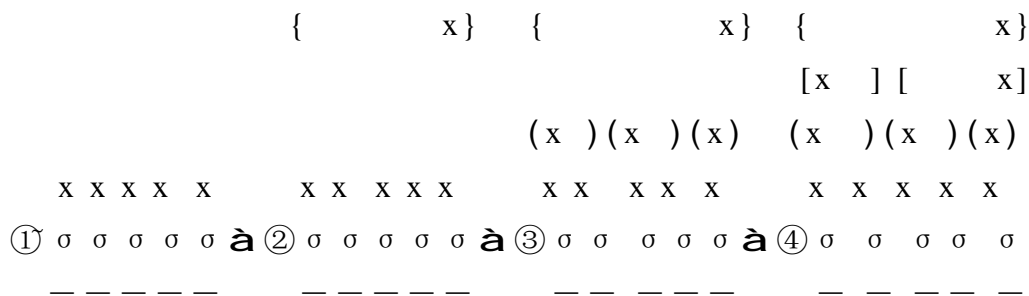 { x} { x} { x}
[x ] [ x]
(x )(x )(x) (x )(x )(x)
x x x x x x x x x x x x x x x x x x x x
①˜ σ σ σ σ σ à ② σ σ σ σ σ à ③ σ σ σ σ σ à ④ σ σ σ σ σ
— — — — — — — — — — — — — — — — — — — —